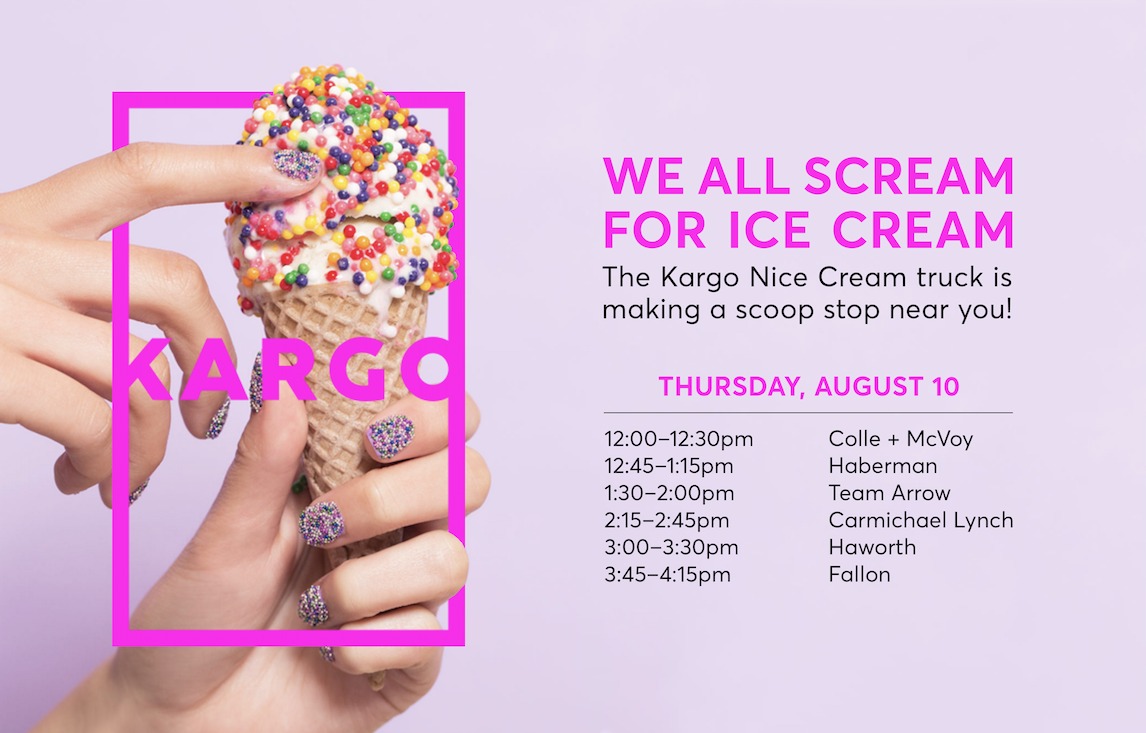 KARGO
WE ALL SCREAM
FOR ICE CREAM
The Kargo Nice Cream truck is
making a scoop stop near you!
THURSDAY, AUGUST 10
12:00–12:30pm Colle + McVoy
12:45–1:15pm Haberman
1:30–2:00pm Team Arrow
2:15–2:45pm Carmichael Lynch
3:00–3:30pm Haworth
3:45–4:15pm Fallon